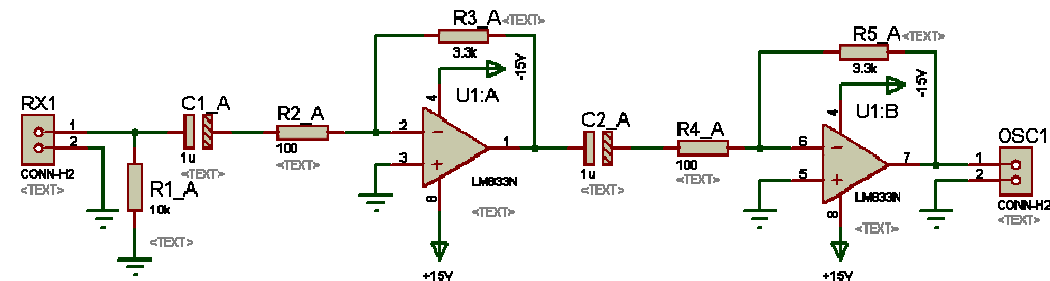 RX1
1
2
CONN-H2
<TEXT>
R1_A
10k
<TEXT>
C1_A
1u
<TEXT>
R2_A
100
<TEXT>
R3_A
<TEXT>
3.3k
-15V
4
U1:A
2
3
1
8
LM833N
<TEXT>
+15V
C2_A
1u
<TEXT>
R4_A
100
<TEXT>
R5_A
<TEXT>
3.3k
-15V
4
U1:B
6
5
7
8
LM833N
<TEXT>
+15V
OSC1
1
2
CONN-H2
<TEXT>